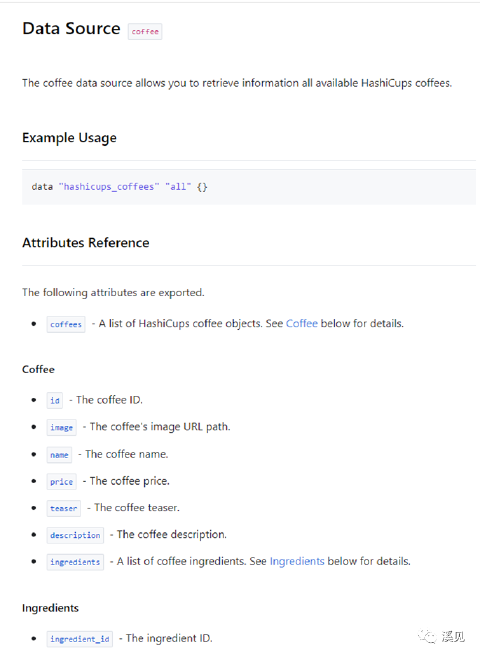 Data Source coffee
The coffee data source allows you to retrieve information all available HashiCups coffees.
Example Usage
data "hashicups_coffees" "all" {}
Attributes Reference
The following attributes are exported.
• coffees - A list of HashiCups coffee objects. See Coffee below for details.
Coffee
• id - The coffee ID.
• image - The coffee's image URL path.
• name - The coffee name.
• price - The coffee price.
• teaser - The coffee teaser.
• description - The coffee description.
• ingredients - A list of coffee ingredients. See Ingredients below for details.
Ingredients
• ingredient_id - The ingredient ID.
溪见